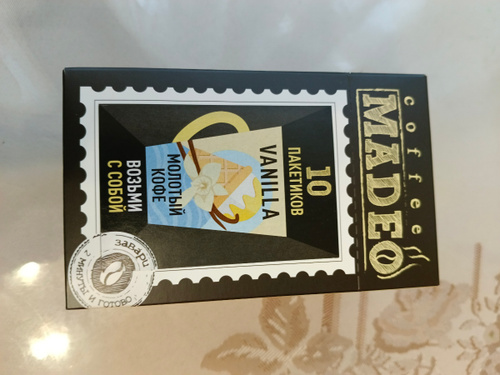 coffee
MADEO
10
ПАКЕТИКОВ
VANILLA
МОЛОТЫЙ
КОФЕ
ВОЗЬМИ
С СОБОЙ
ЗАВАРИ
2 МИНУТЫ И ГОТОВО